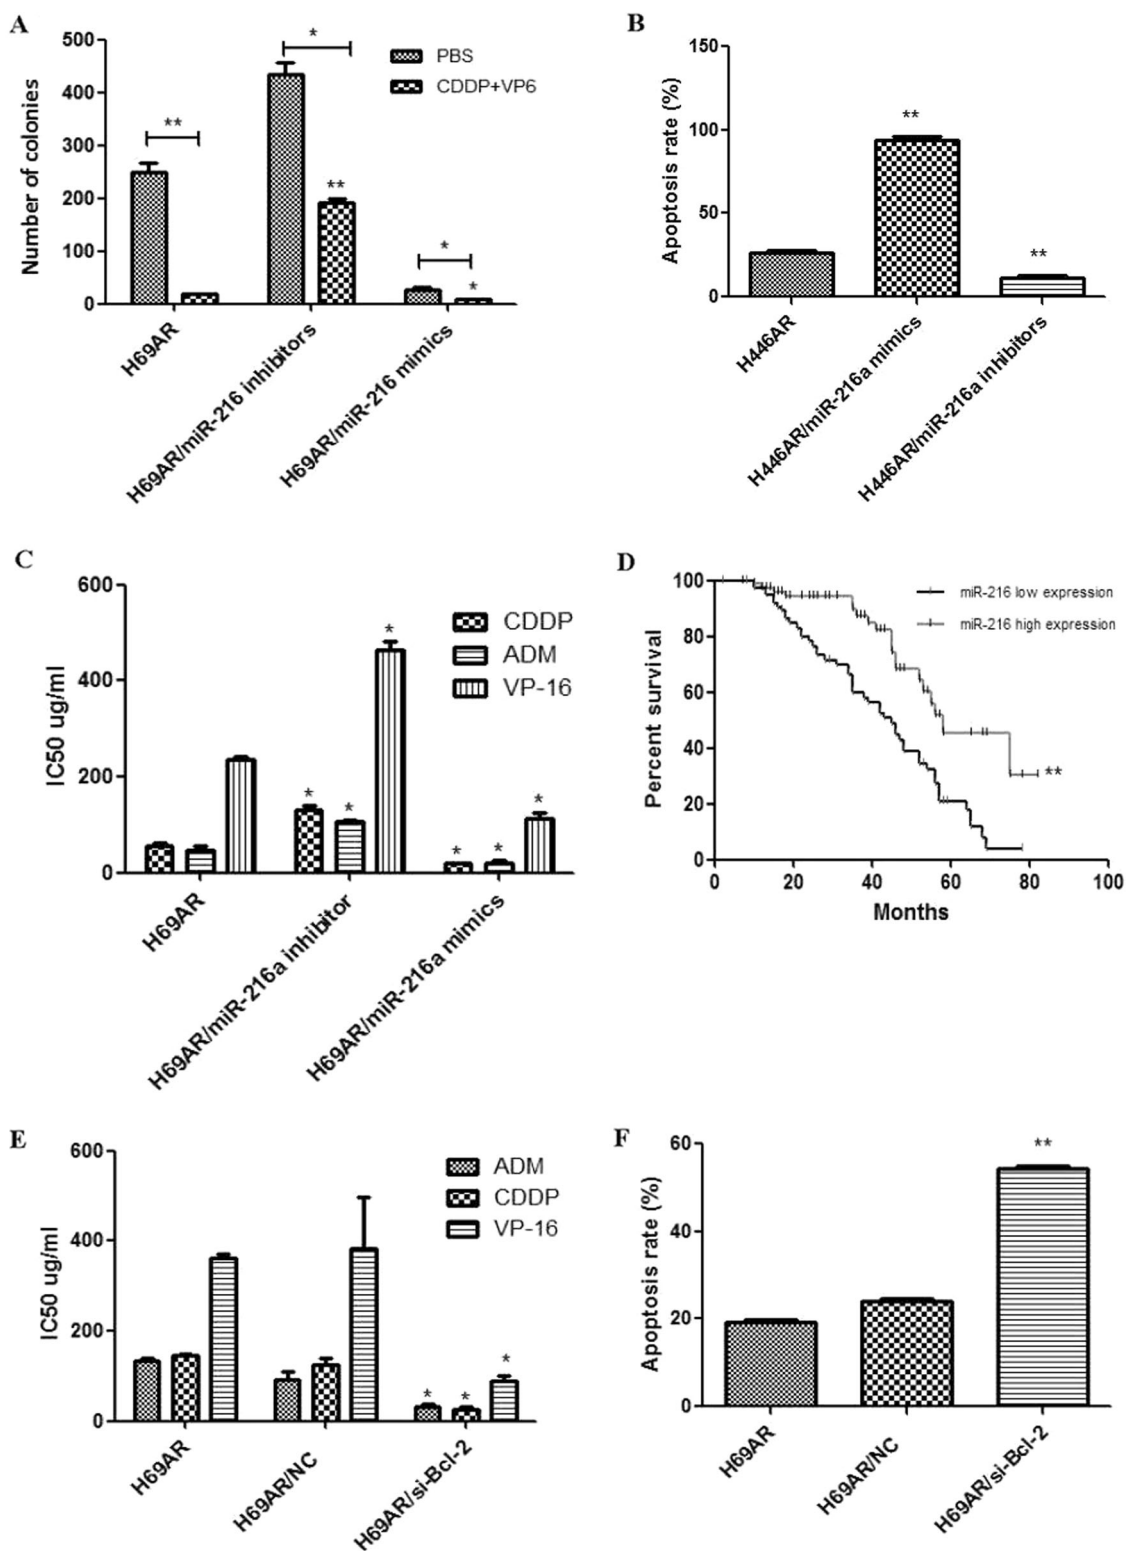 A
500
400
300
200
100
0
Number of colonies
**
*
**
*
*
PBS
CDDP+VP6
H69AR
H69AR/miR-216 inhibitors
H69AR/miR-216 mimics
B
150
100
50
0
Apoptosis rate (%)
**
**
H446AR
H446AR/miR-216a mimics
H446AR/miR-216a inhibitors
C
600
400
200
0
IC50 ug/ml
*
*
*
*
*
*
CDDP
ADM
VP-16
H69AR
H69AR/miR-216a inhibitor
H69AR/miR-216a mimics
D
100
80
60
40
20
0
Percent survival
miR-216 low expression
miR-216 high expression
**
0 20 40 60 80 100
Months
E
600
400
200
0
IC50 ug/ml
ADM
CDDP
VP-16
*
*
*
H69AR
H69AR/NC
H69AR/si-Bcl-2
F
60
40
20
0
Apoptosis rate (%)
**
H69AR
H69AR/NC
H69AR/si-Bcl-2